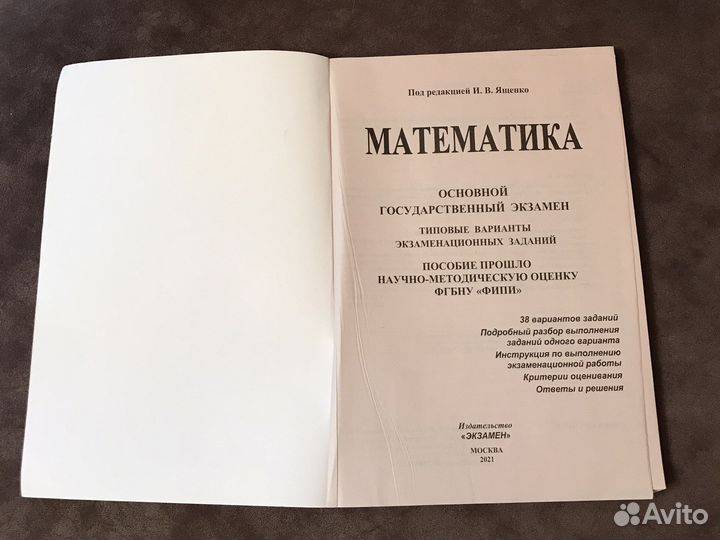 Под редакцией И. В. Ященко
МАТЕМАТИКА
ОСНОВНОЙ
ГОСУДАРСТВЕННЫЙ ЭКЗАМЕН
ТИПОВЫЕ ВАРИАНТЫ
ЭКЗАМЕНАЦИОННЫХ ЗАДАНИЙ
ПОСОБИЕ ПРОШЛО
НАУЧНО-МЕТОДИЧЕСКУЮ ОЦЕНКУ
ФГБНУ «ФИПИ»
38 вариантов заданий
Подробный разбор выполнения
заданий одного варианта
Инструкция по выполнению
экзаменационной работы
Критерии оценивания
Ответы и решения
Издательство
«ЭКЗАМЕН»
МОСКВА
2021
Avito